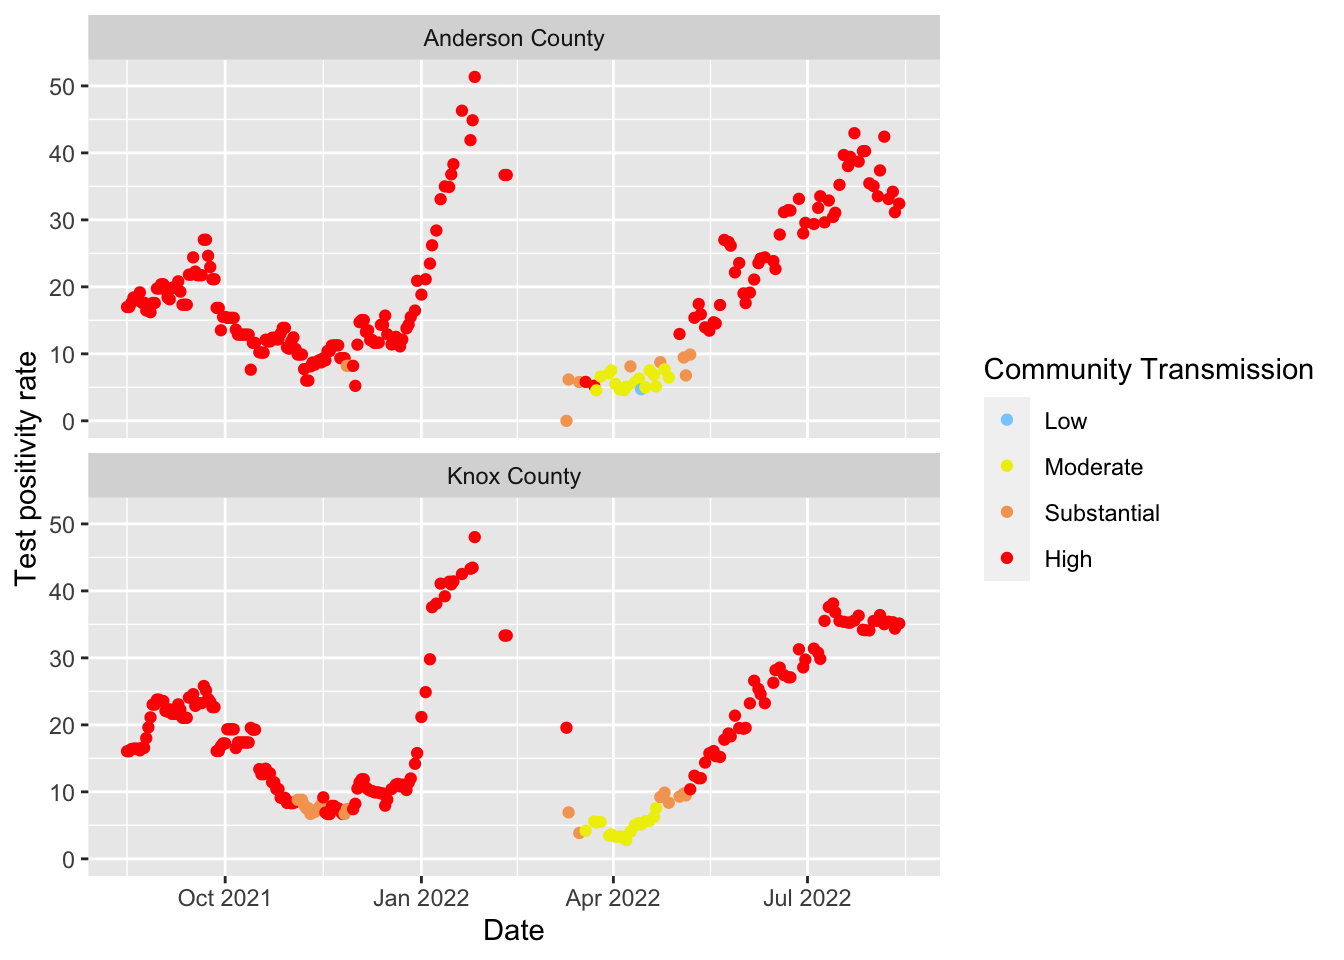 Anderson County
50
40
30
20
10
0
Knox County
50
40
30
20
10
0
Oct 2021
Jan 2022
Apr 2022
Jul 2022
Date
Test positivity rate
Community Transmission
Low
Moderate
Substantial
High